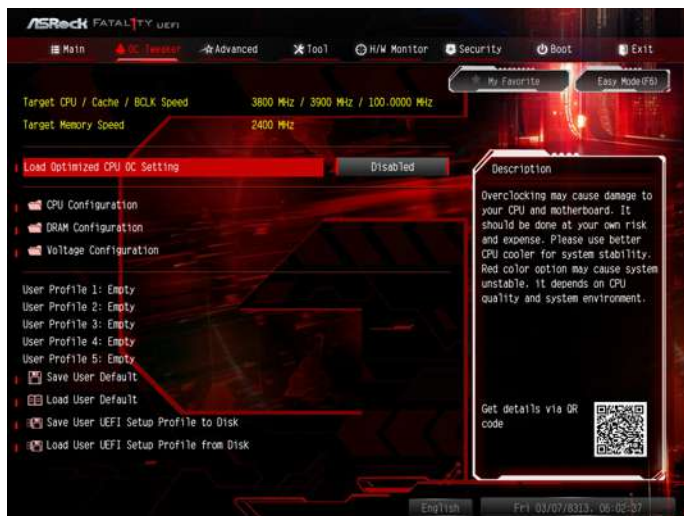 ASRock FATAL1TY UEFI
Main OC Tweaker Advanced Tool H/W Monitor Security Boot Exit
My Favorite Easy Mode(F6)
Target CPU / Cache / BCLK Speed 3800 MHz / 3900 MHz / 100.0000 MHz
Target Memory Speed 2400 MHz
Load Optimized CPU OC Setting Disabled
CPU Configuration
DRAM Configuration
Voltage Configuration
User Profile 1: Empty
User Profile 2: Empty
User Profile 3: Empty
User Profile 4: Empty
User Profile 5: Empty
Save User Default
Load User Default
Save User UEFI Setup Profile to Disk
Load User UEFI Setup Profile from Disk
Description
Overclocking may cause damage to
your CPU and motherboard. It
should be done at your own risk
and expense. Please use better
CPU cooler for system stability.
Red color option may cause system
unstable. it depends on CPU
quality and system environment.
Get details via QR
code
English Fri 03/07/8313. 06:02:37